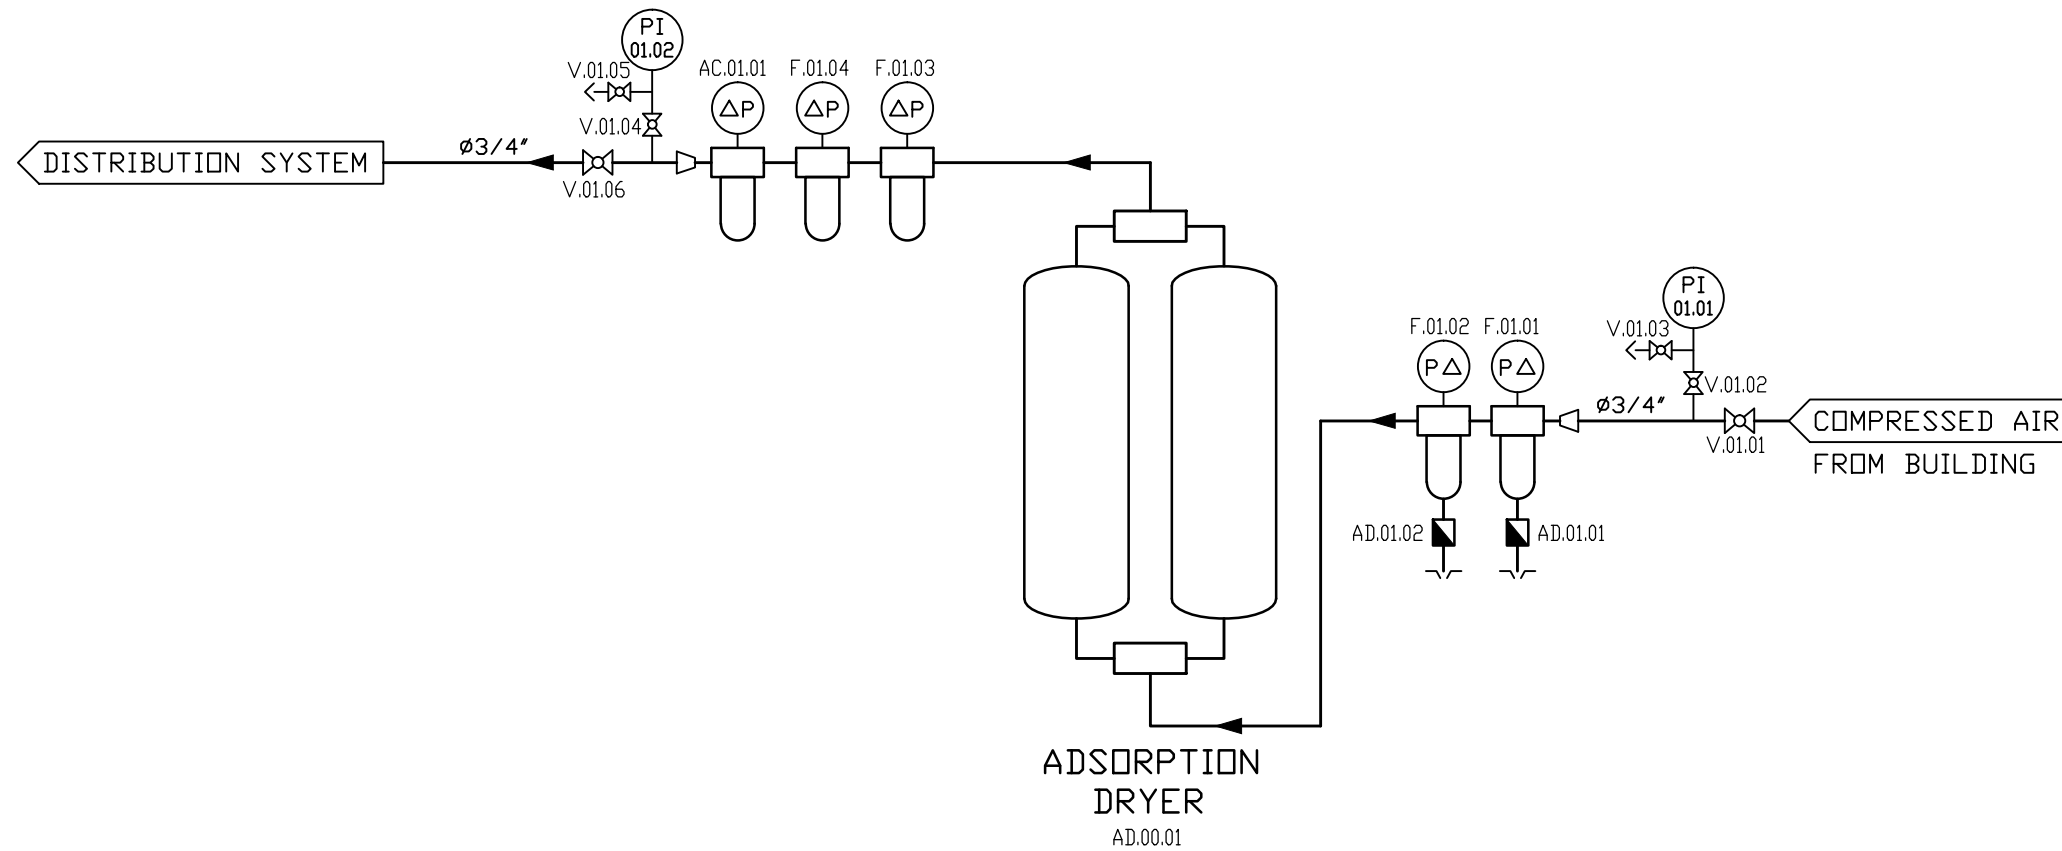 PI
01.02
V.01.05
AC.01.01
F.01.04
F.01.03
△P
△P
△P
V.01.04
ø3/4"
DISTRIBUTION SYSTEM
V.01.06
PI
01.01
F.01.02
F.01.01
V.01.03
P△
P△
V.01.02
ø3/4"
COMPRESSED AIR
V.01.01
FROM BUILDING
AD.01.02
AD.01.01
ADSORPTION
DRYER
AD.00.01